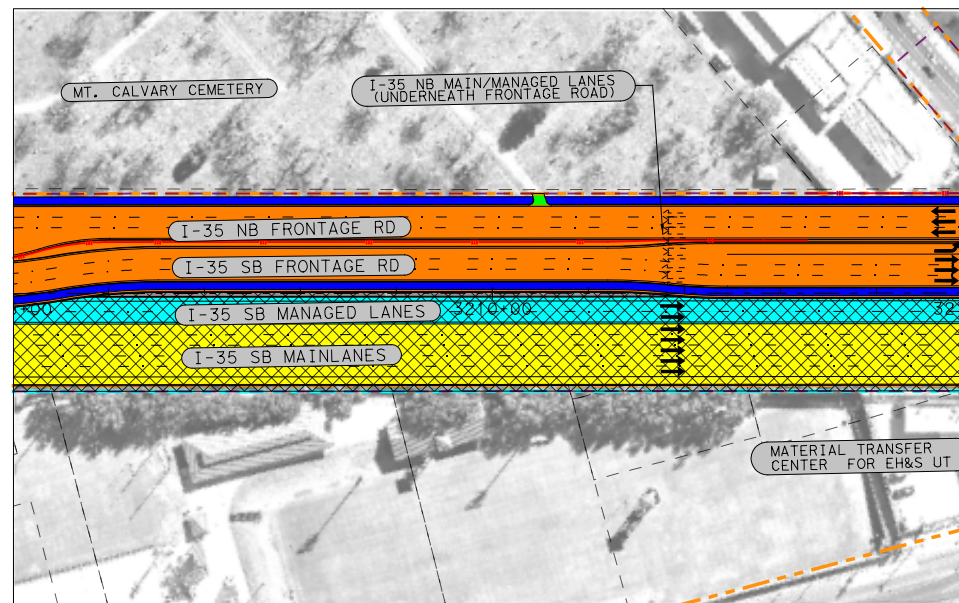 MT. CALVARY CEMETERY
I-35 NB MAIN/MANAGED LANES
(UNDERNEATH FRONTAGE ROAD)
I-35 NB FRONTAGE RD
I-35 SB FRONTAGE RD
I-35 SB MANAGED LANES
3210+00
I-35 SB MAINLANES
MATERIAL TRANSFER
CENTER FOR EH&S UT